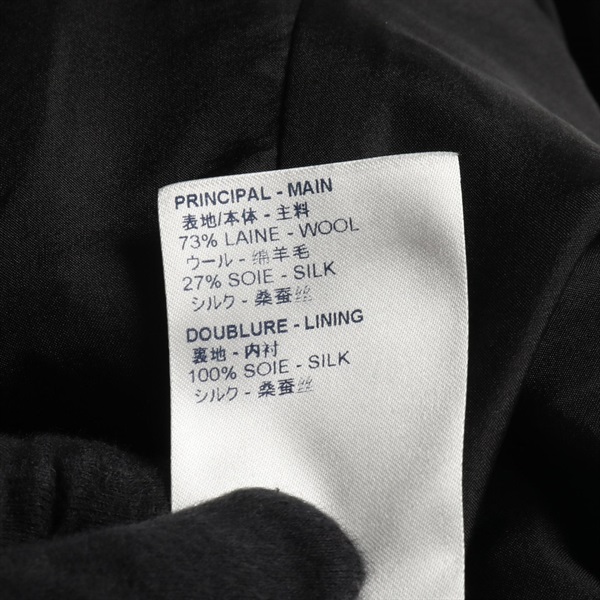 PRINCIPAL - MAIN
表地/本体 - 主料
73% LAINE - WOOL
ウール - 绵羊毛
27% SOIE - SILK
シルク - 桑蚕丝
DOUBLURE - LINING
裏地 - 内衬
100% SOIE - SILK
シルク - 桑蚕丝